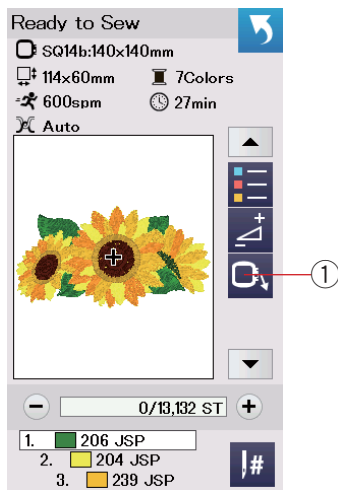 Ready to Sew
SQ14b:140x140mm
114x60mm 7Colors
600spm 27min
Auto
1
0/13,132 ST
1. 206 JSP
2. 204 JSP
3. 239 JSP
#